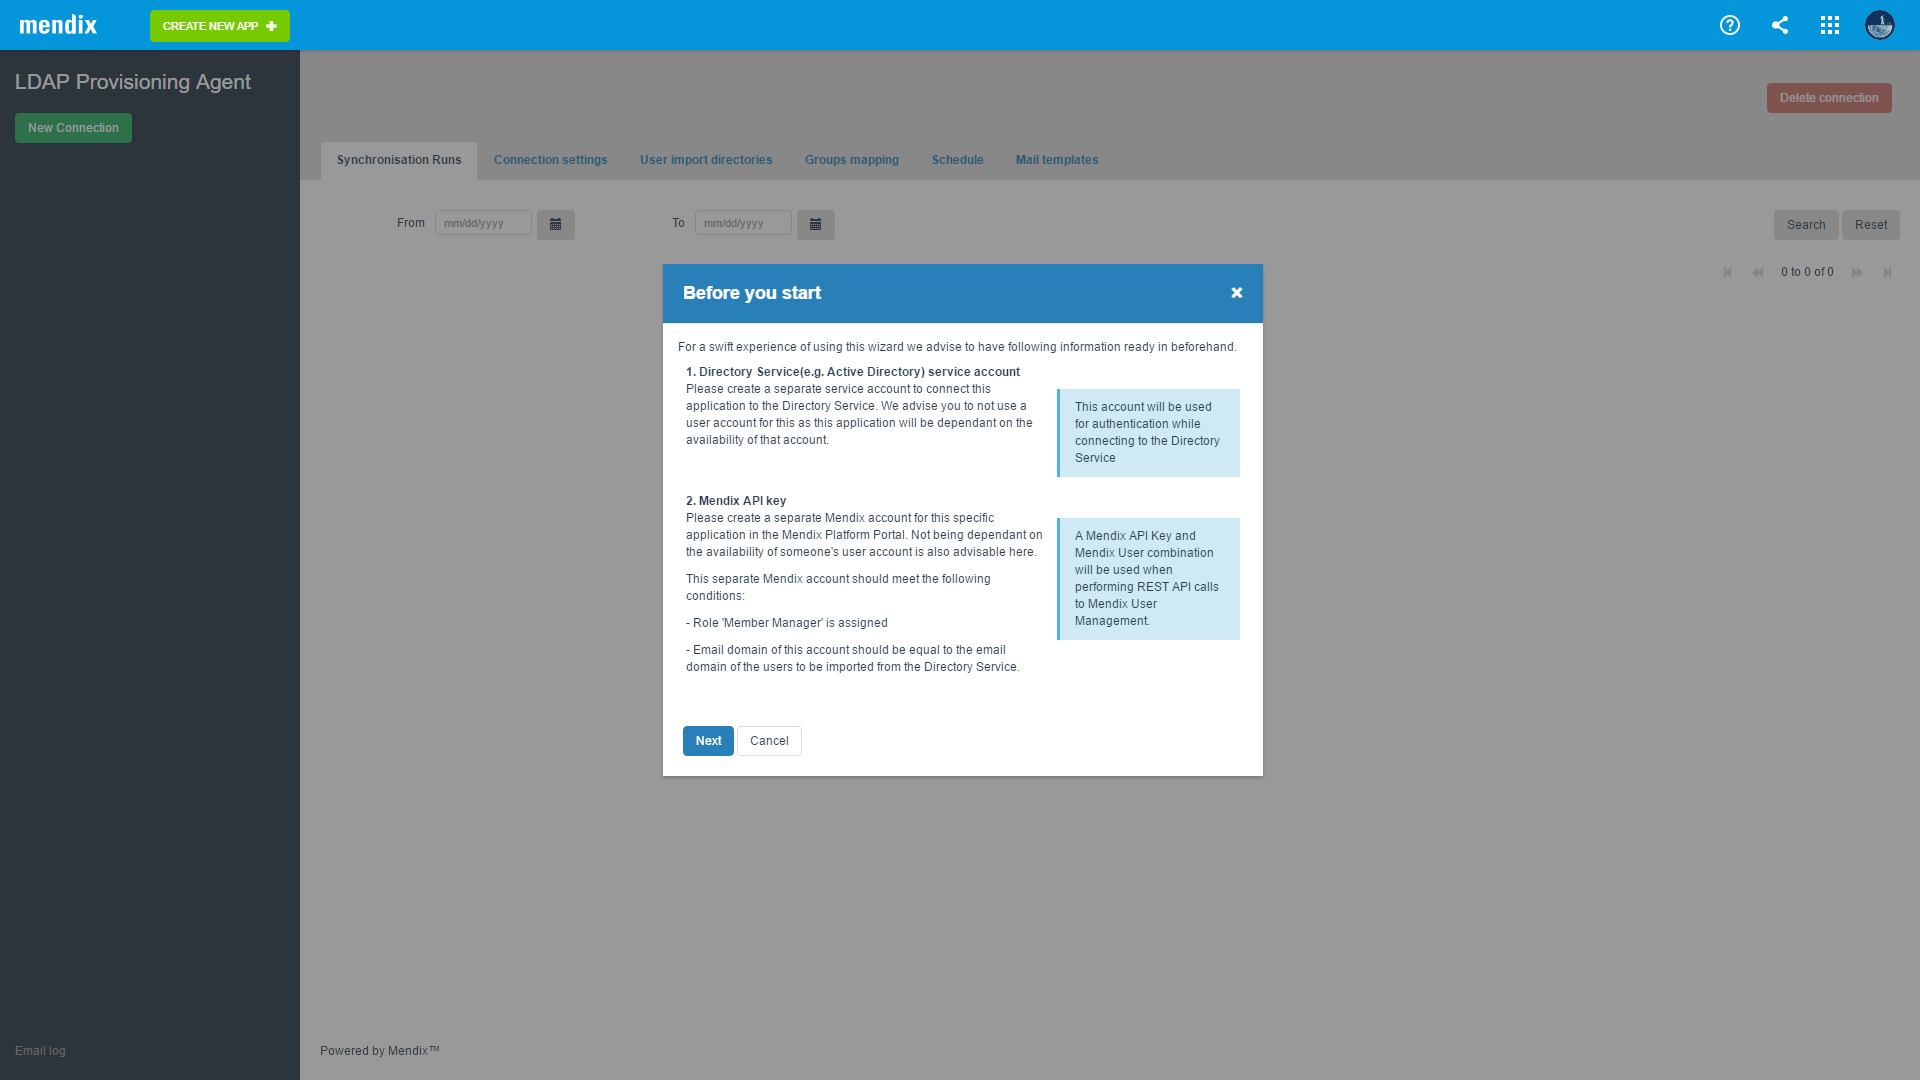 mendix
CREATE NEW APP
LDAP Provisioning Agent
New Connection
Delete connection
Synchronisation Runs Connection settings User import directories Groups mapping Schedule Mail templates
From mm/dd/yyyy To mm/dd/yyyy Search Reset
0 to 0 of 0
Before you start
For a swift experience of using this wizard we advise to have following information ready in beforehand.
1. Directory Service(e.g. Active Directory) service account
Please create a separate service account to connect this
application to the Directory Service. We advise you to not use a
user account for this as this application will be dependant on the
availability of that account.
This account will be used
for authentication while
connecting to the Directory
Service
2. Mendix API key
Please create a separate Mendix account for this specific
application in the Mendix Platform Portal. Not being dependant on
the availability of someone's user account is also advisable here.
This separate Mendix account should meet the following
conditions:
- Role 'Member Manager' is assigned
- Email domain of this account should be equal to the email
domain of the users to be imported from the Directory Service.
A Mendix API Key and
Mendix User combination
will be used when
performing REST API calls
to Mendix User
Management.
Next Cancel
Email log
Powered by Mendix™